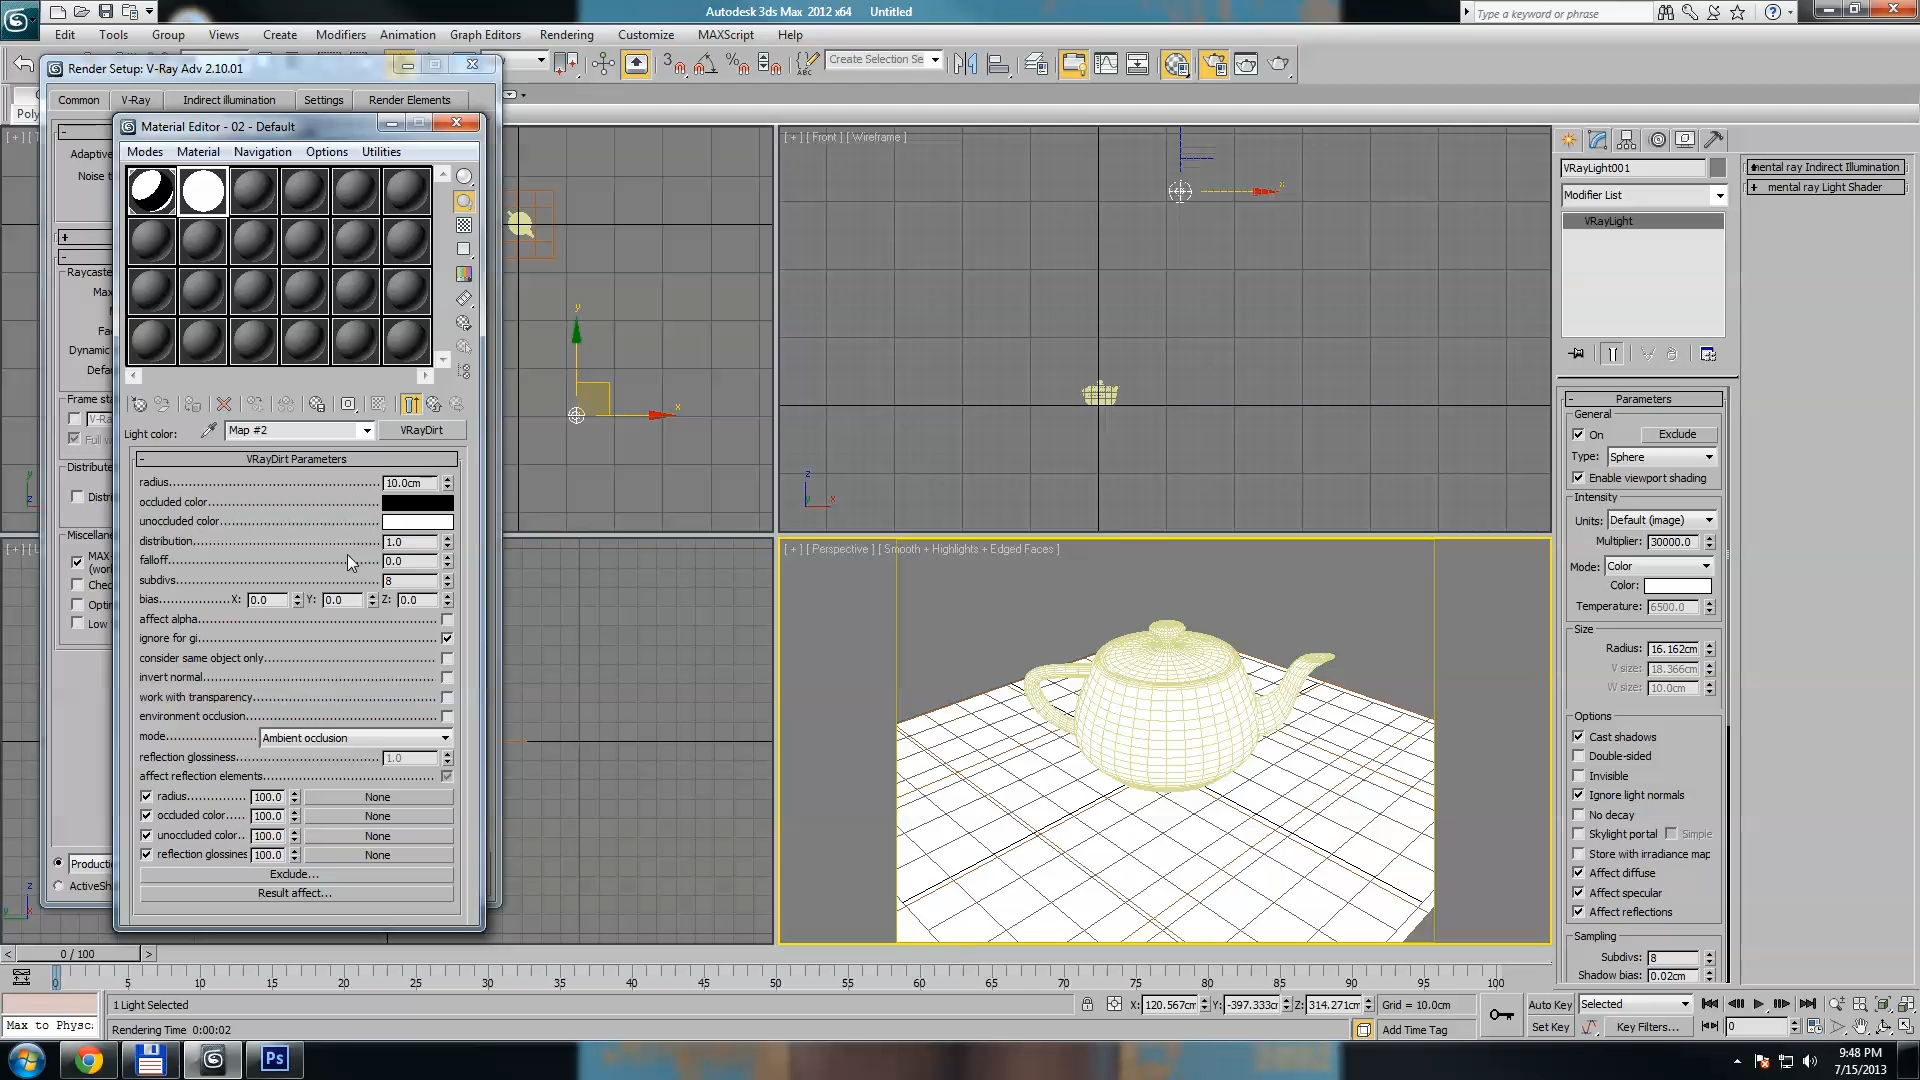 Autodesk 3ds Max 2012 x64 Untitled
Type a keyword or phrase
Edit Tools Group Views Create Modifiers Animation Graph Editors Rendering Customize MAXScript Help
Create Selection Se
Render Setup: V-Ray Adv 2.10.01
Common V-Ray Indirect illumination Settings Render Elements
Poly
Adaptive
Noise t
Raycaste
Max
Fa
Dynamic
Defa
Frame sta
V-Ra
Full w
Distribute
Distri
Miscellane
MAX-
(work
Chec
Optin
Low
Productio
ActiveSha
Material Editor - 02 - Default
Modes Material Navigation Options Utilities
Light color: Map #2 VRayDirt
VRayDirt Parameters
radius 10.0cm
occluded color
unoccluded color
distribution 1.0
falloff 0.0
subdivs 8
bias X: 0.0 Y: 0.0 Z: 0.0
affect alpha
ignore for gi
consider same object only
invert normal
work with transparency
environment occlusion
mode Ambient occlusion
reflection glossiness 1.0
affect reflection elements
radius 100.0 None
occluded color 100.0 None
unoccluded color 100.0 None
reflection glossines 100.0 None
Exclude...
Result affect...
[ + ] [ Front ] [ Wireframe ]
[ + ] [ Perspective ] [ Smooth + Highlights + Edged Faces ]
VRayLight001
Modifier List
VRayLight
mental ray Indirect Illumination
+ mental ray Light Shader
- Parameters
General
On Exclude
Type: Sphere
Enable viewport shading
Intensity
Units: Default (image)
Multiplier: 30000.0
Mode: Color
Color:
Temperature: 6500.0
Size
Radius: 16.162cm
V size: 18.366cm
W size: 10.0cm
Options
Cast shadows
Double-sided
Invisible
Ignore light normals
No decay
Skylight portal Simple
Store with irradiance map
Affect diffuse
Affect specular
Affect reflections
Sampling
Subdivs: 8
Shadow bias: 0.02cm
< 0 / 100 >
0 5 10 15 20 25 30 35 40 45 50 55 60 65 70 75 80 85 90 95 100
1 Light Selected
X: 120.567cm Y: -397.333cm Z: 314.271cm Grid = 10.0cm
Auto Key Selected
Max to Physc:
Rendering Time 0:00:02
Add Time Tag
Set Key Key Filters... 0
Ps
9:48 PM
7/15/2013